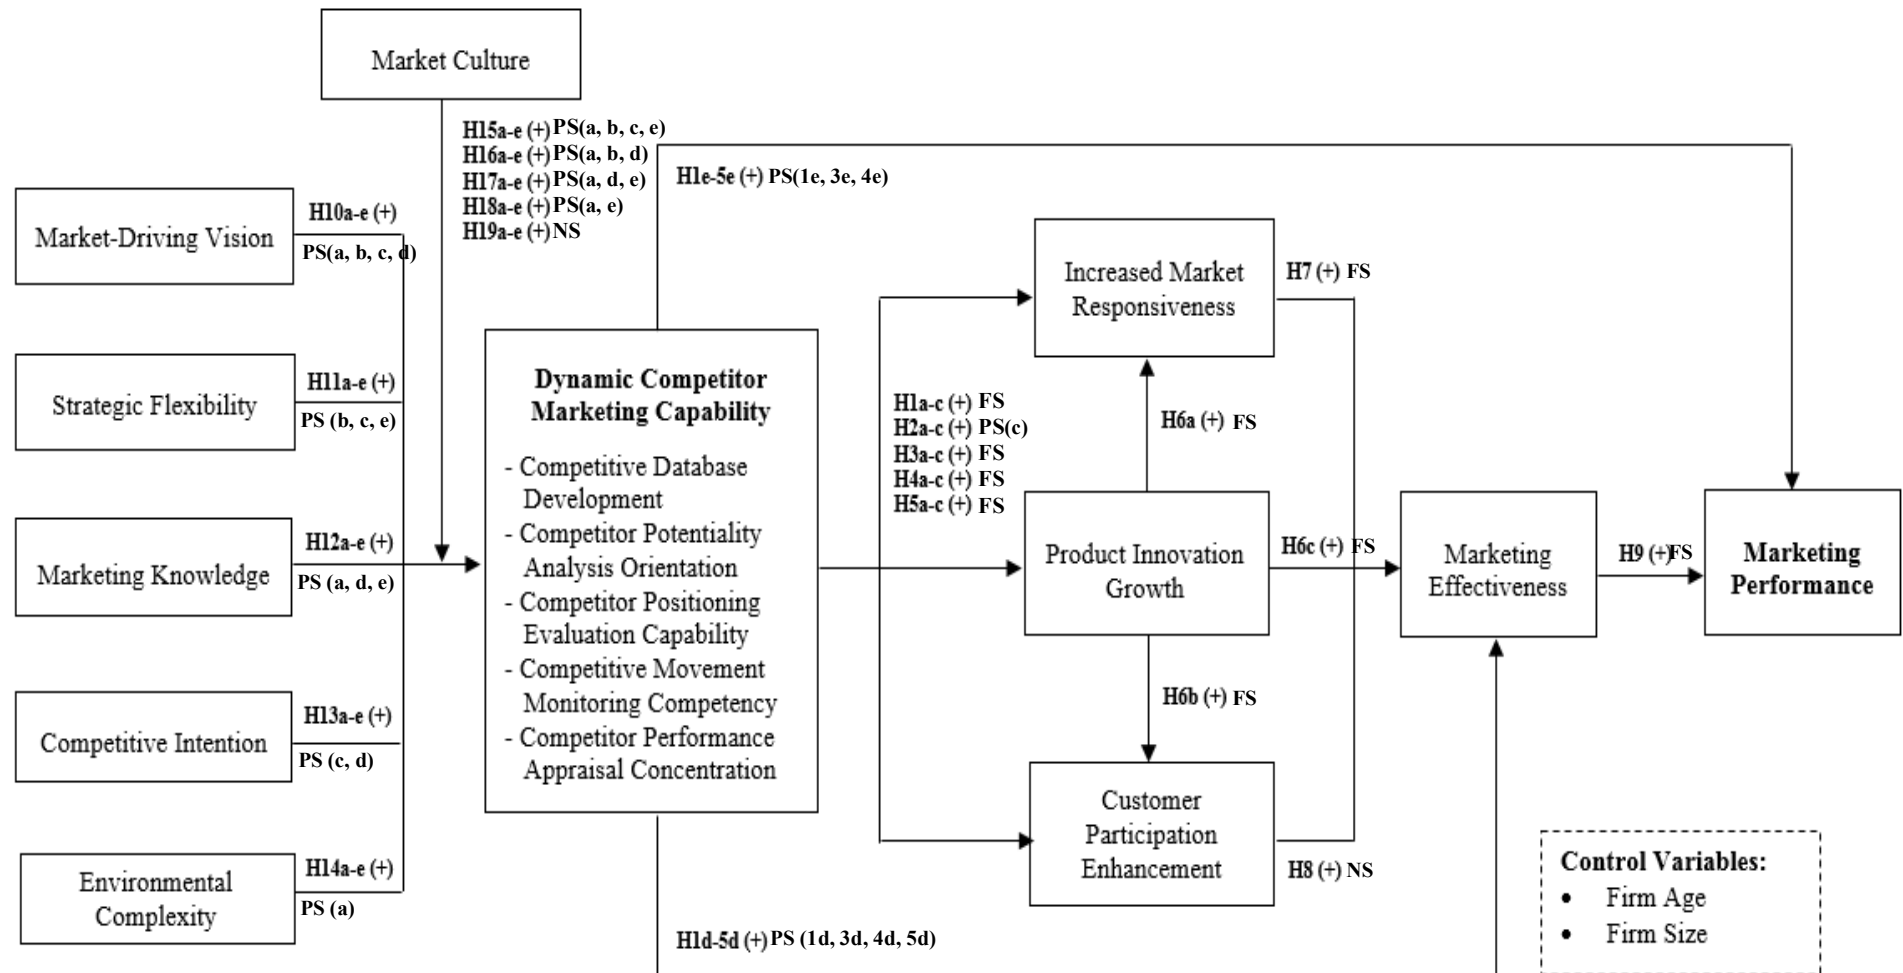 Market Culture
H15a-e (+) PS(a, b, c, e)
H16a-e (+) PS(a, b, d)
H17a-e (+) PS(a, d, e)
H18a-e (+) PS(a, e)
H19a-e (+) NS
H1e-5e (+) PS(1e, 3e, 4e)
Market-Driving Vision
H10a-e (+)
PS(a, b, c, d)
Strategic Flexibility
H11a-e (+)
PS (b, c, e)
Marketing Knowledge
H12a-e (+)
PS (a, d, e)
Competitive Intention
H13a-e (+)
PS (c, d)
Environmental
Complexity
H14a-e (+)
PS (a)
Dynamic Competitor
Marketing Capability
- Competitive Database
Development
- Competitor Potentiality
Analysis Orientation
- Competitor Positioning
Evaluation Capability
- Competitive Movement
Monitoring Competency
- Competitor Performance
Appraisal Concentration
H1d-5d (+) PS (1d, 3d, 4d, 5d)
H1a-c (+) FS
H2a-c (+) PS(c)
H3a-c (+) FS
H4a-c (+) FS
H5a-c (+) FS
Increased Market
Responsiveness
H7 (+) FS
H6a (+) FS
Product Innovation
Growth
H6c (+) FS
H6b (+) FS
Customer
Participation
Enhancement
H8 (+) NS
Marketing
Effectiveness
H9 (+) FS
Marketing
Performance
Control Variables:
• Firm Age
• Firm Size